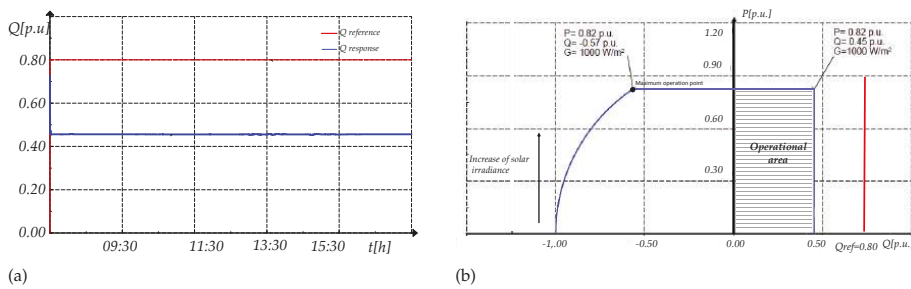 Q[p.u]
Q reference
Q response
0.80
0.60
0.40
0.20
0.00
09:30
11:30
13:30
15:30
t[h]
(a)
P[p.u.]
P= 0.82 p.u.
Q= -0.57 p.u.
G= 1000 W/m²
1.20
P= 0.82 p.u.
Q= 0.45 p.u.
G=1000 W/m²
0.90
Maximum operation point
0.60
Increase of solar
irradiance
Operational
area
0.30
-1,.00
-0.50
0.00
0.50
Qref=0.80
Q[p.u.]
(b)